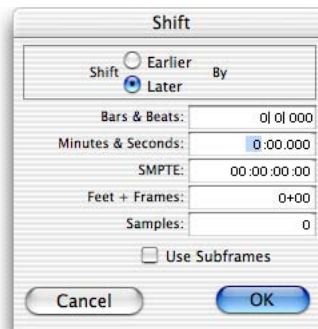 Shift
Earlier
Shift By
Later
Bars & Beats: 0| 0| 000
Minutes & Seconds: 0:00.000
SMPTE: 00:00:00:00
Feet + Frames: 0+00
Samples: 0
Use Subframes
Cancel OK